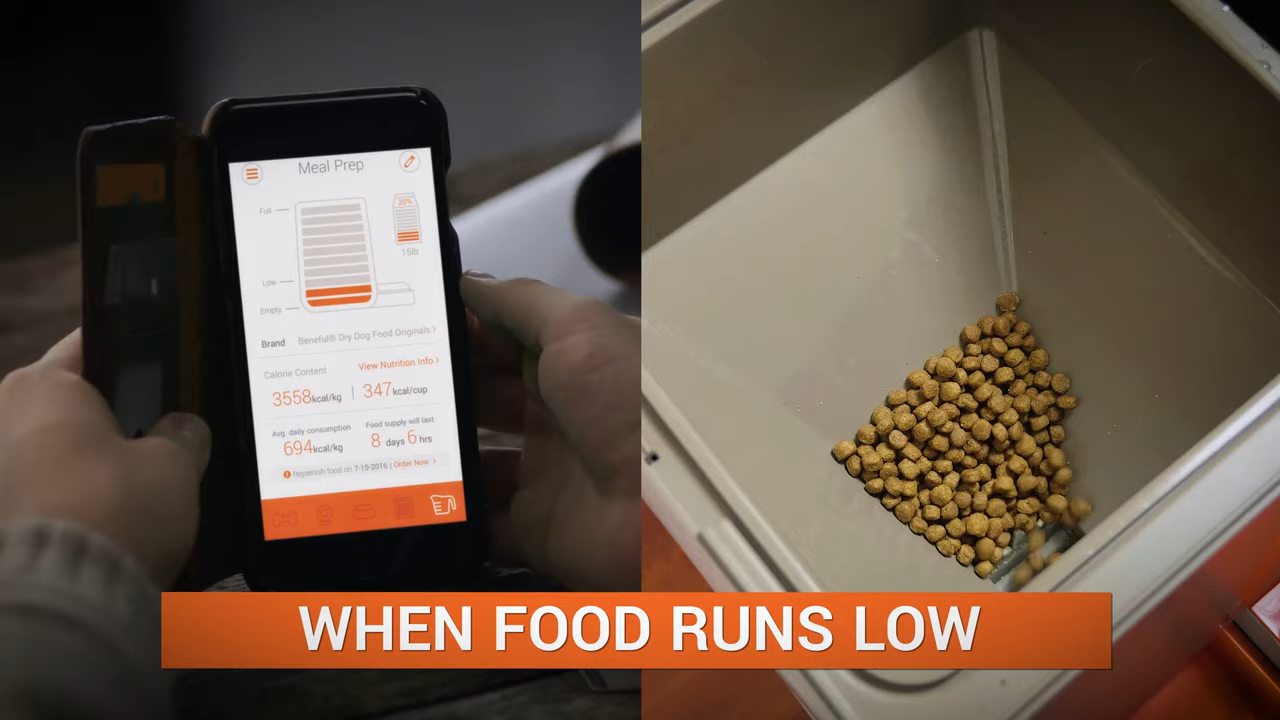 Meal Prep
Full
20%
15lb
Low
Empty
Brand Beneful® Dry Dog Food Originals
Calorie Content View Nutrition Info
3558kcal/kg | 347kcal/cup
Avg. daily consumption Food supply will last
694kcal/kg 8 days 6 hrs
Replenish food on 7-15-2016 | Order Now
WHEN FOOD RUNS LOW